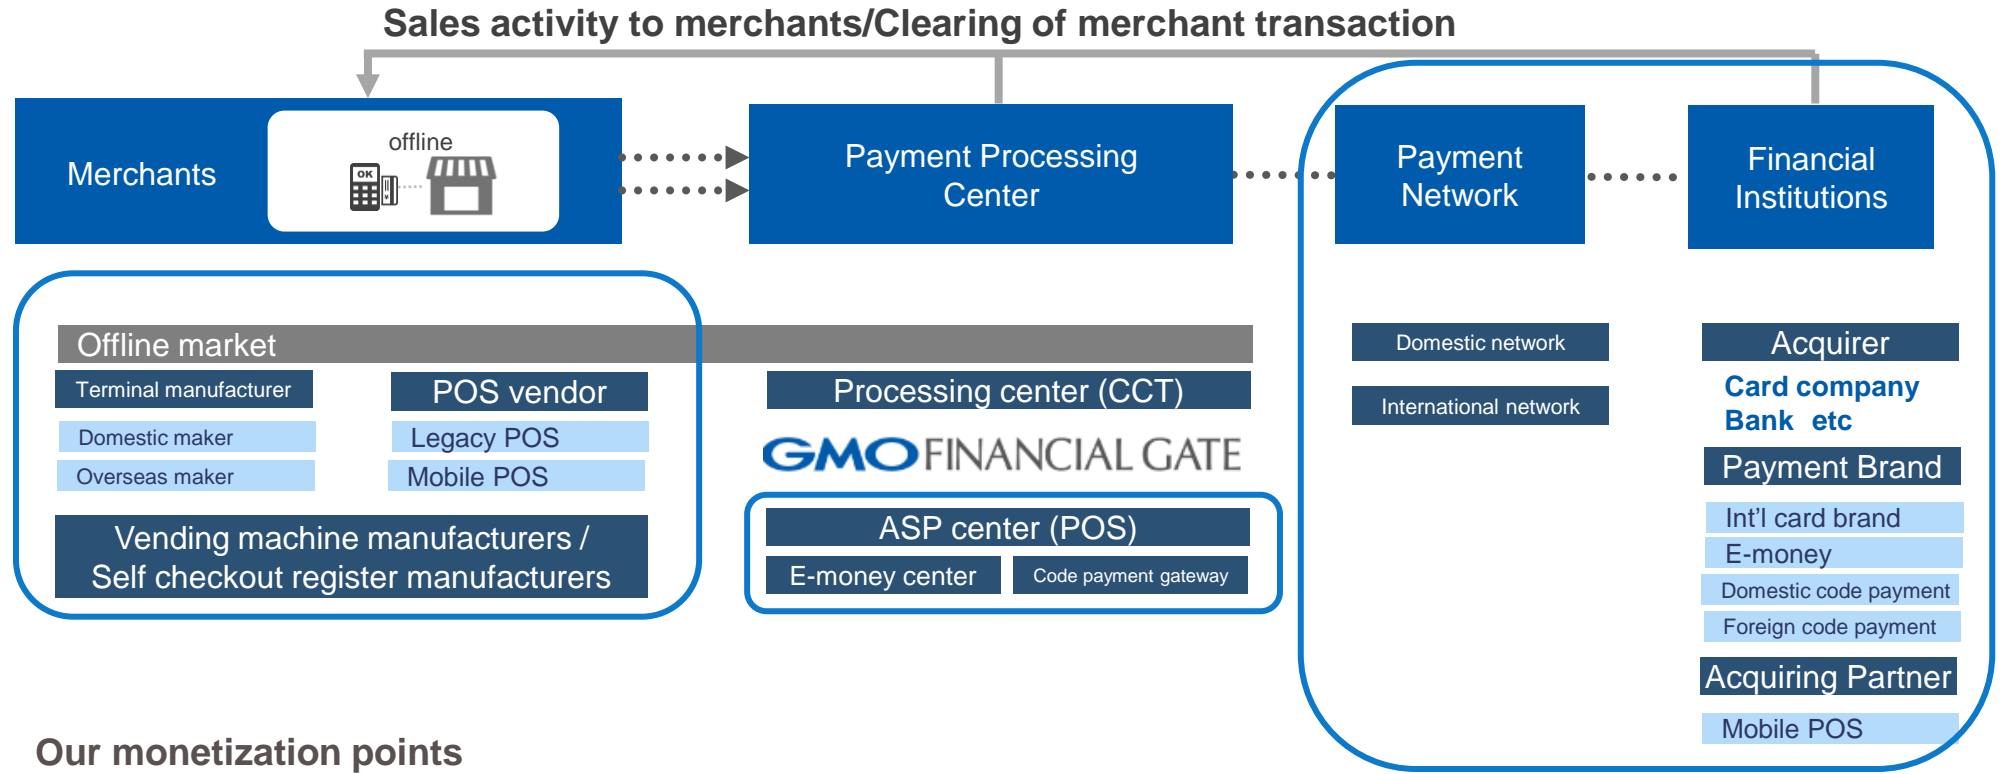 Sales activity to merchants/Clearing of merchant transaction
Merchants
offline
OK
Payment Processing
Center
Payment
Network
Financial
Institutions
Offline market
Terminal manufacturer
Domestic maker
Overseas maker
POS vendor
Legacy POS
Mobile POS
Vending machine manufacturers /
Self checkout register manufacturers
Processing center (CCT)
GMO FINANCIAL GATE
ASP center (POS)
E-money center
Code payment gateway
Domestic network
International network
Acquirer
Card company
Bank etc
Payment Brand
Int'l card brand
E-money
Domestic code payment
Foreign code payment
Acquiring Partner
Mobile POS
Our monetization points